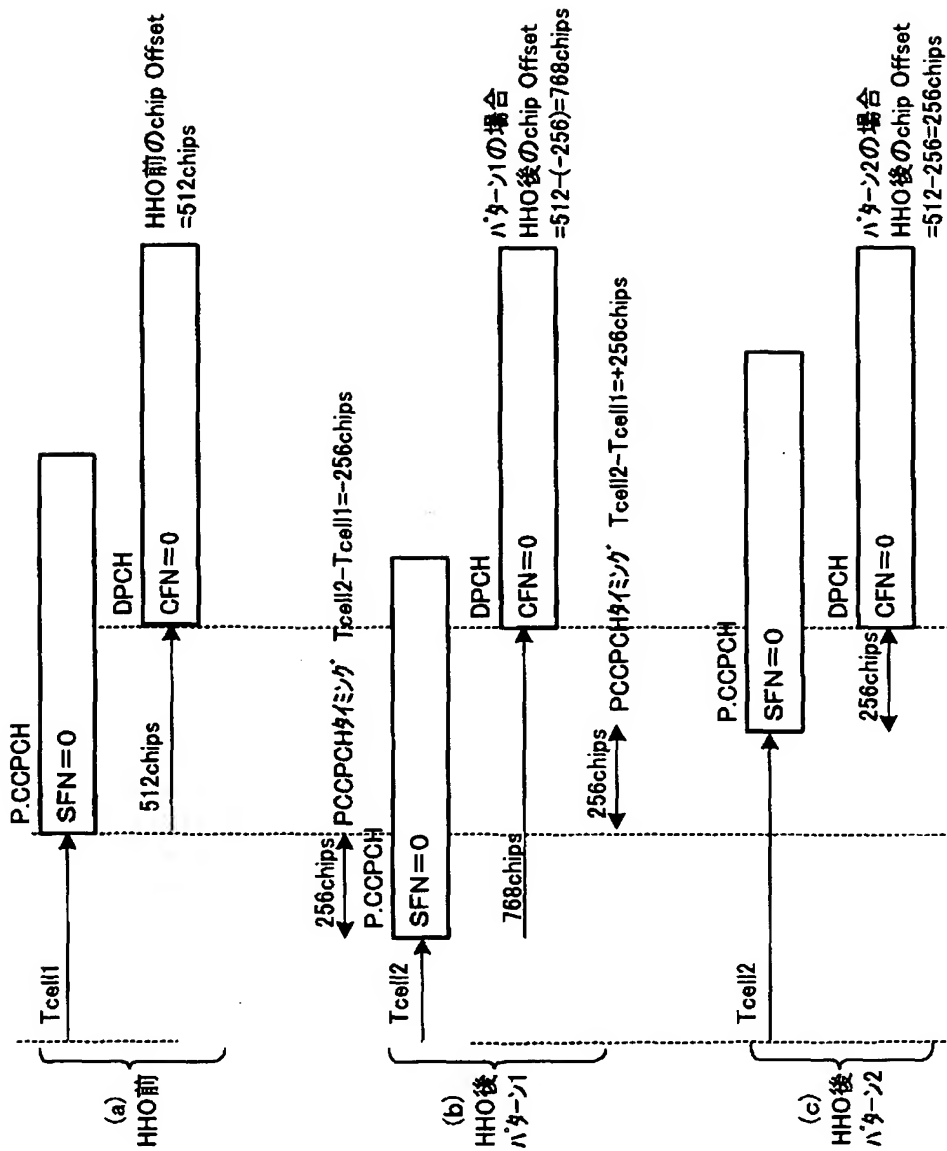 (a)
HHO前
Tcell1
P.CCPCH
SFN=0
512chips
DPCH
CFN=0
HHO前のchip Offset
=512chips
(b)
HHO後
パターン1
Tcell2
256chips
PCCPCHタイミング Tcell2-Tcell1=-256chips
P.CCPCH
SFN=0
768chips
DPCH
CFN=0
パターン1の場合
HHO後のchip Offset
=512-(-256)=768chips
256chips
PCCPCHタイミング Tcell2-Tcell1=+256chips
(c)
HHO後
パターン2
Tcell2
P.CCPCH
SFN=0
256chips
DPCH
CFN=0
パターン2の場合
HHO後のchip Offset
=512-256=256chips